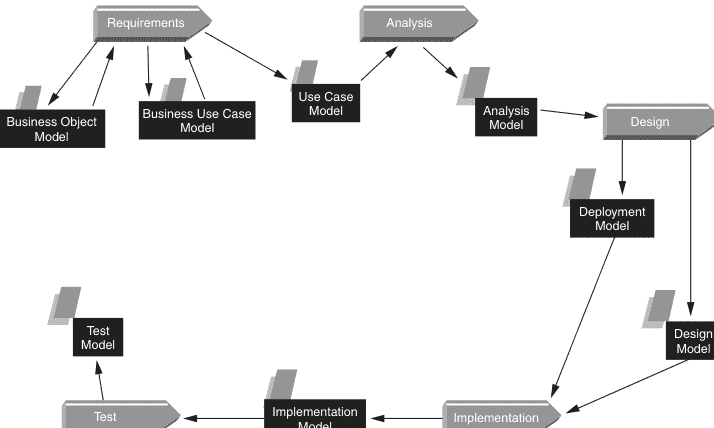 Requirements
Analysis
Business Object
Model
Business Use Case
Model
Use Case
Model
Analysis
Model
Design
Deployment
Model
Design
Model
Test
Model
Test
Implementation
Model
Implementation